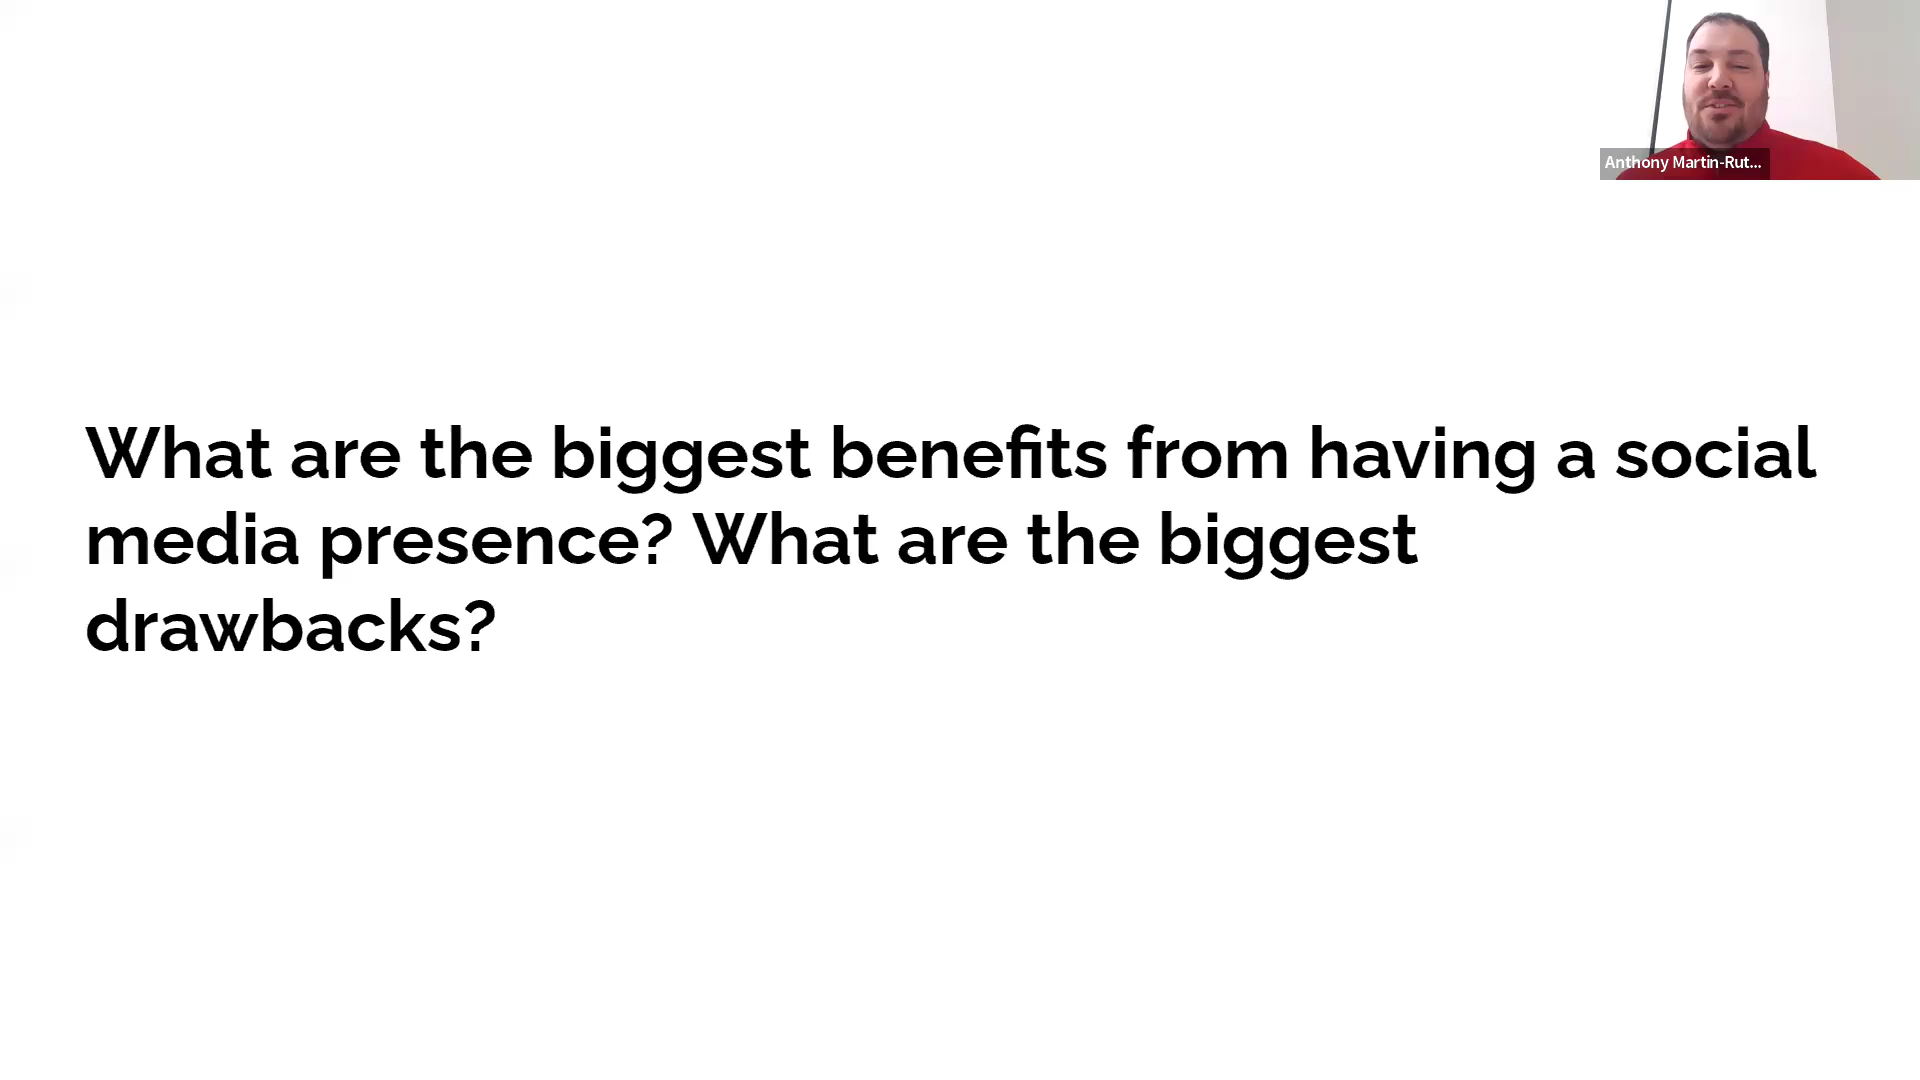 Anthony Martin-Rut...
What are the biggest benefits from having a social
media presence? What are the biggest
drawbacks?